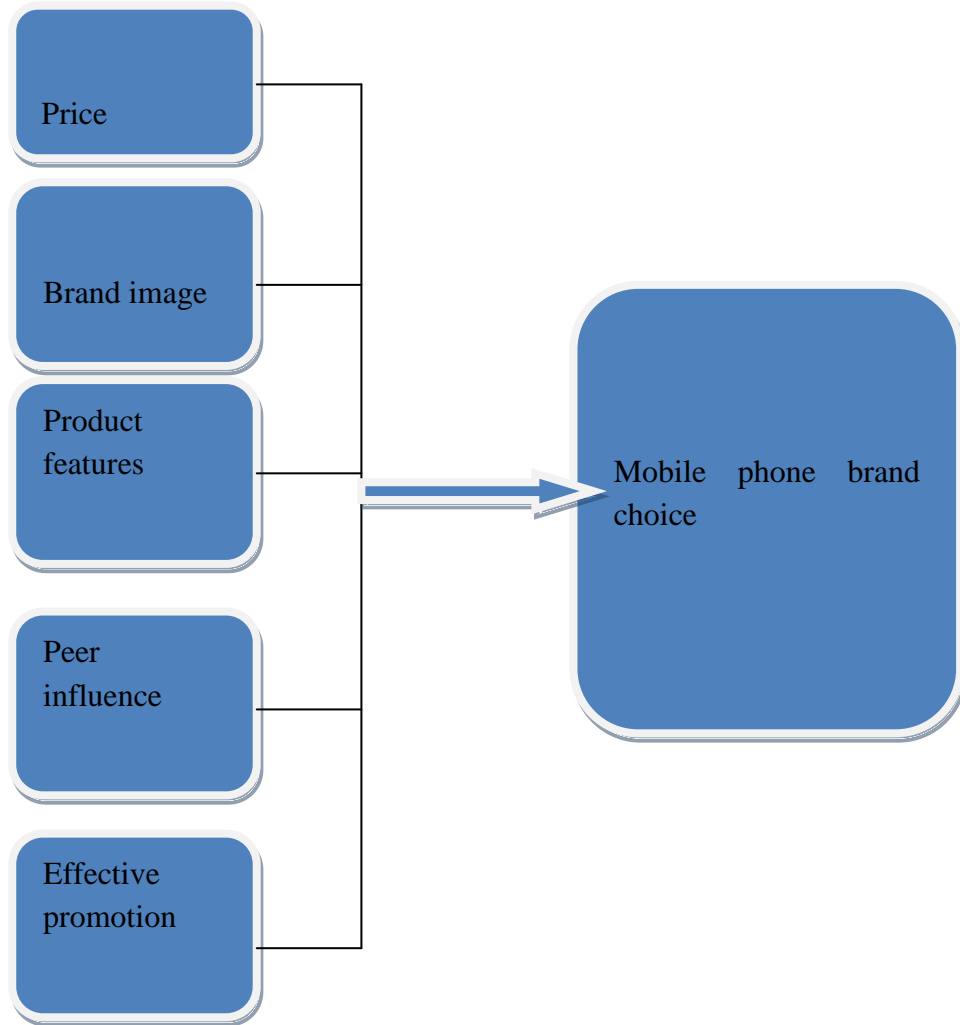 Price
Brand image
Product
features
Mobile phone brand
choice
Peer
influence
Effective
promotion